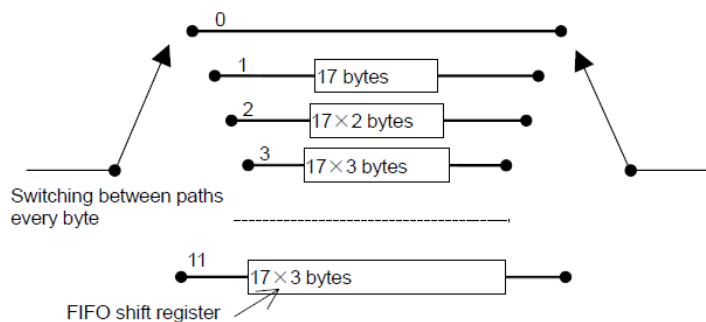 0
1
17 bytes
2
17×2 bytes
3
17×3 bytes
Switching between paths
every byte
11
17×3 bytes
FIFO shift register